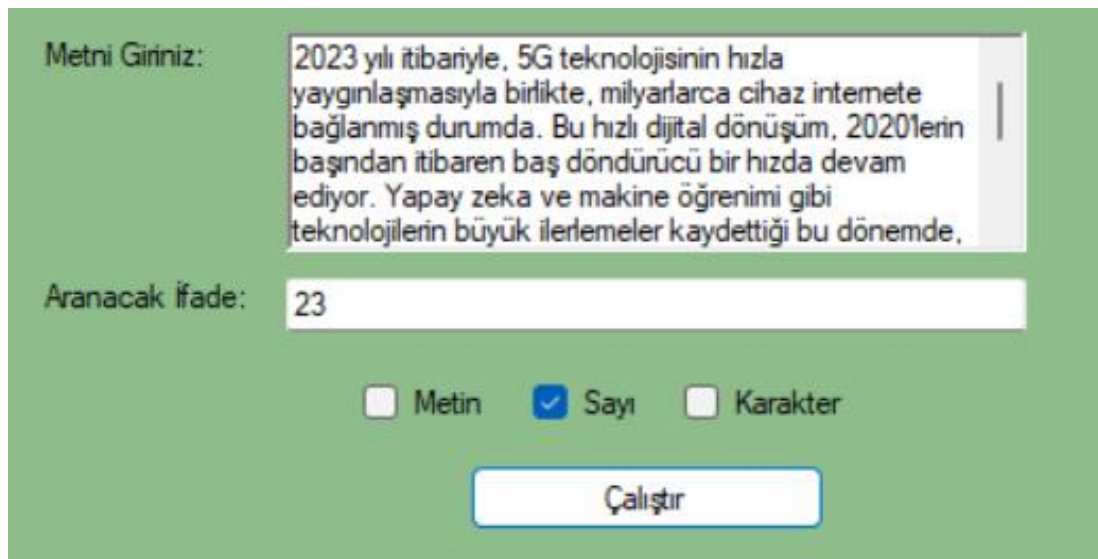 Metni Giriniz:
2023 yılı itibariyle, 5G teknolojisinin hızla
yaygınlaşmasıyla birlikte, milyarlarca cihaz internete
bağlanmış durumda. Bu hızlı dijital dönüşüm, 2020'lerin
başından itibaren baş döndürücü bir hızda devam
ediyor. Yapay zeka ve makine öğrenimi gibi
teknolojilerin büyük ilerlemeler kaydettiği bu dönemde,
Aranacak İfade:
23
Metin
Sayı
Karakter
Çalıştır